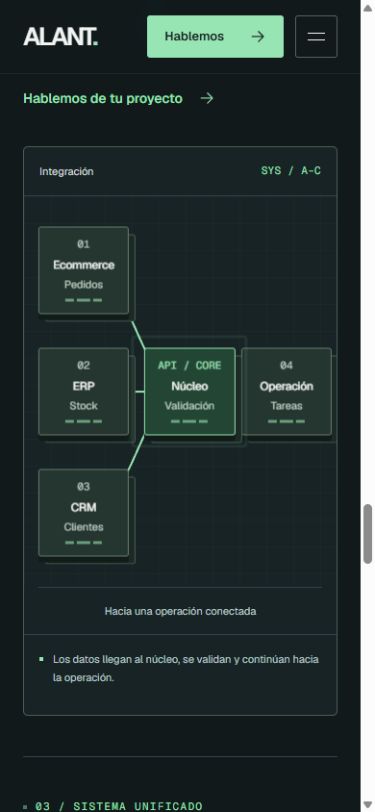 ALANT.
Hablemos →
Hablemos de tu proyecto →
Integración
SYS / A-C
01
Ecommerce
Pedidos
02
ERP
Stock
API / CORE
Núcleo
Validación
04
Operación
Tareas
03
CRM
Clientes
Hacia una operación conectada
Los datos llegan al núcleo, se validan y continúan hacia
la operación.
03 / SISTEMA UNIFICADO